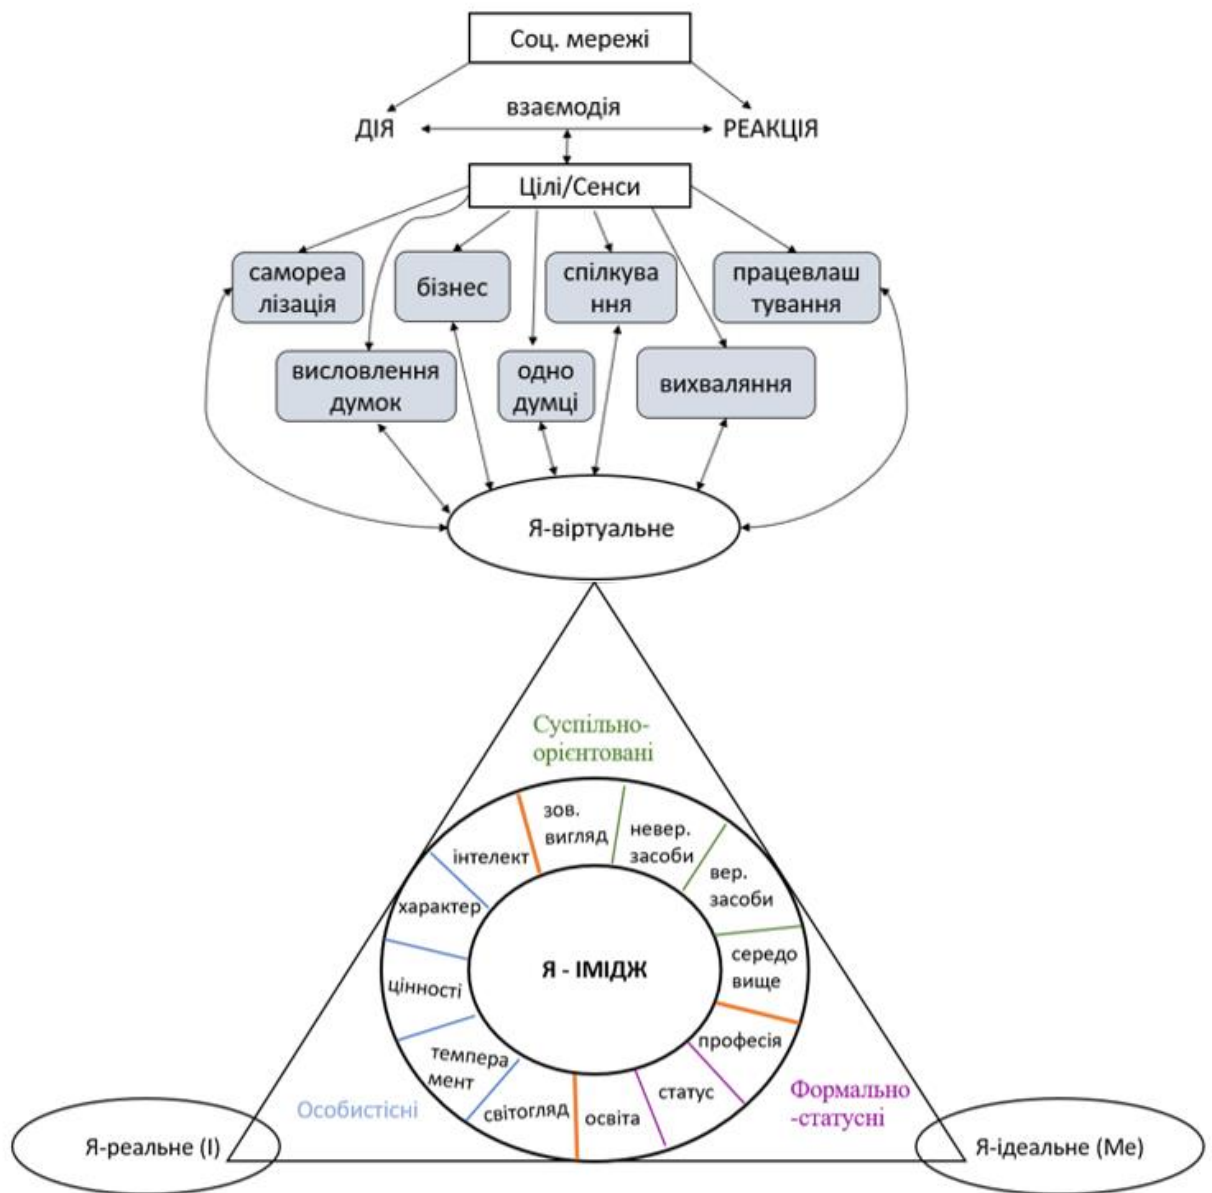 Соц. мережі
взаємодія
ДІЯ
РЕАКЦІЯ
Цілі/Сенси
самореа
лізація
бізнес
спілкува
ння
працевлаш
тування
висловлення
думок
одно
думці
вихваляння
Я-віртуальне
Суспільно-
орієнтовані
зов.
вигляд
невер.
засоби
вер.
засоби
середо
вище
професія
статус
освіта
світогляд
темпера
мент
цінності
характер
інтелект
Я - ІМІДЖ
Особистісні
Формально
-статусні
Я-реальне (I)
Я-ідеальне (Me)